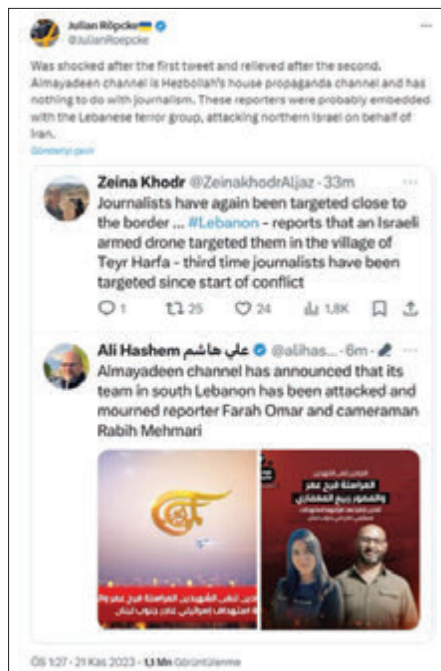 Julian Röpcke
@JulianRoepcke
Was shocked after the first tweet and relieved after the second.
Almayadeen channel is Hezbollah's house propaganda channel and has
nothing to do with journalism. These reporters were probably embedded
with the Lebanese terror group, attacking northern Israel on behalf of
Iran.
Gönderiyi çevir
Zeina Khodr @ZeinakhodrAljaz · 33m
Journalists have again been targeted close to
the border ... #Lebanon - reports that an Israeli
armed drone targeted them in the village of
Teyr Harfa - third time journalists have been
targeted since start of conflict
1 25 24 1,8K
Ali Hashem علي هاشم @alihas... · 6m ·
Almayadeen channel has announced that its
team in south Lebanon has been attacked and
mourned reporter Farah Omar and cameraman
Rabih Mehmari
المراسلة فرح عمر
ÖS 1:27 · 21 Kas 2023 · 1,1 Mn Görüntülenme